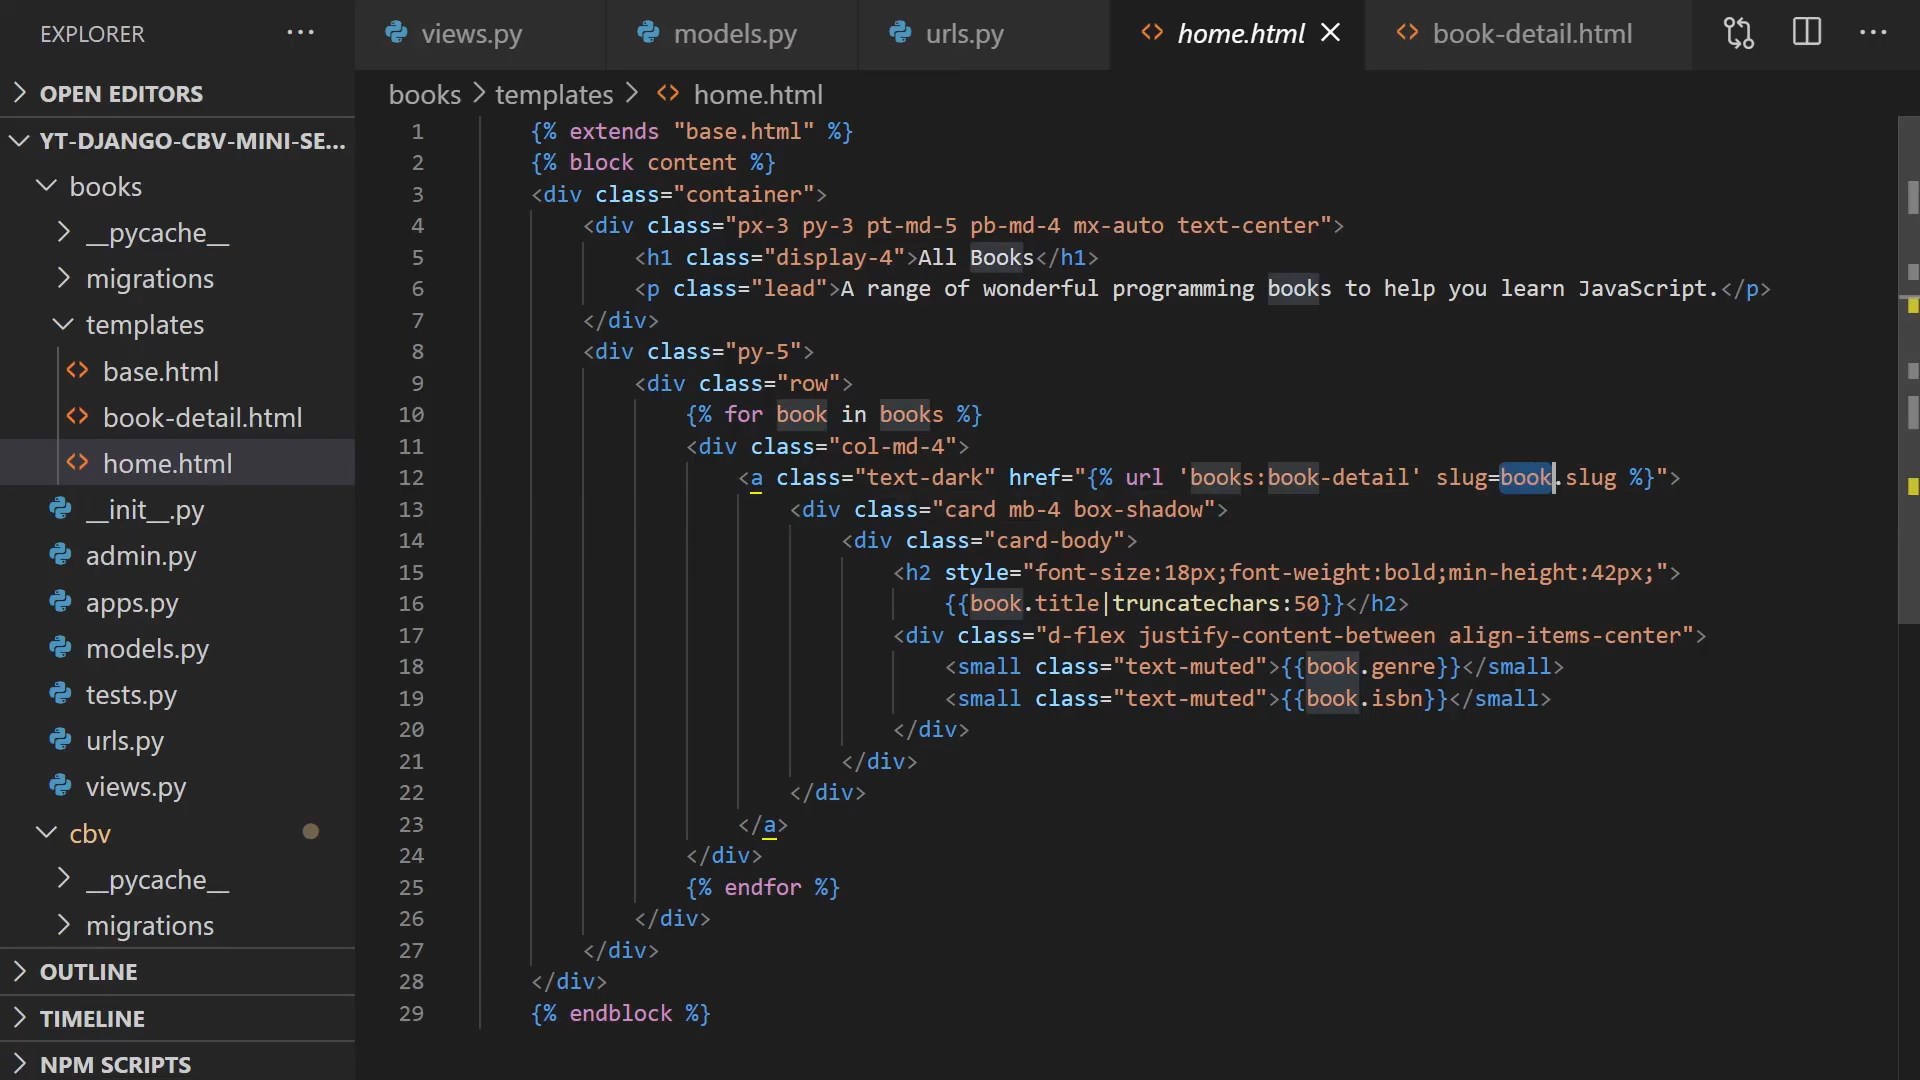 EXPLORER ···
views.py models.py urls.py home.html book-detail.html ···
OPEN EDITORS
YT-DJANGO-CBV-MINI-SE...
books
__pycache__
migrations
templates
base.html
book-detail.html
home.html
__init__.py
admin.py
apps.py
models.py
tests.py
urls.py
views.py
cbv
__pycache__
migrations
OUTLINE
TIMELINE
NPM SCRIPTS
books > templates > <> home.html
1 {% extends "base.html" %}
2 {% block content %}
3 <div class="container">
4 <div class="px-3 py-3 pt-md-5 pb-md-4 mx-auto text-center">
5 <h1 class="display-4">All Books</h1>
6 <p class="lead">A range of wonderful programming books to help you learn JavaScript.</p>
7 </div>
8 <div class="py-5">
9 <div class="row">
10 {% for book in books %}
11 <div class="col-md-4">
12 <a class="text-dark" href="{% url 'books:book-detail' slug=book.slug %}">
13 <div class="card mb-4 box-shadow">
14 <div class="card-body">
15 <h2 style="font-size:18px;font-weight:bold;min-height:42px;">
16 {{book.title|truncatechars:50}}</h2>
17 <div class="d-flex justify-content-between align-items-center">
18 <small class="text-muted">{{book.genre}}</small>
19 <small class="text-muted">{{book.isbn}}</small>
20 </div>
21 </div>
22 </div>
23 </a>
24 </div>
25 {% endfor %}
26 </div>
27 </div>
28 </div>
29 {% endblock %}